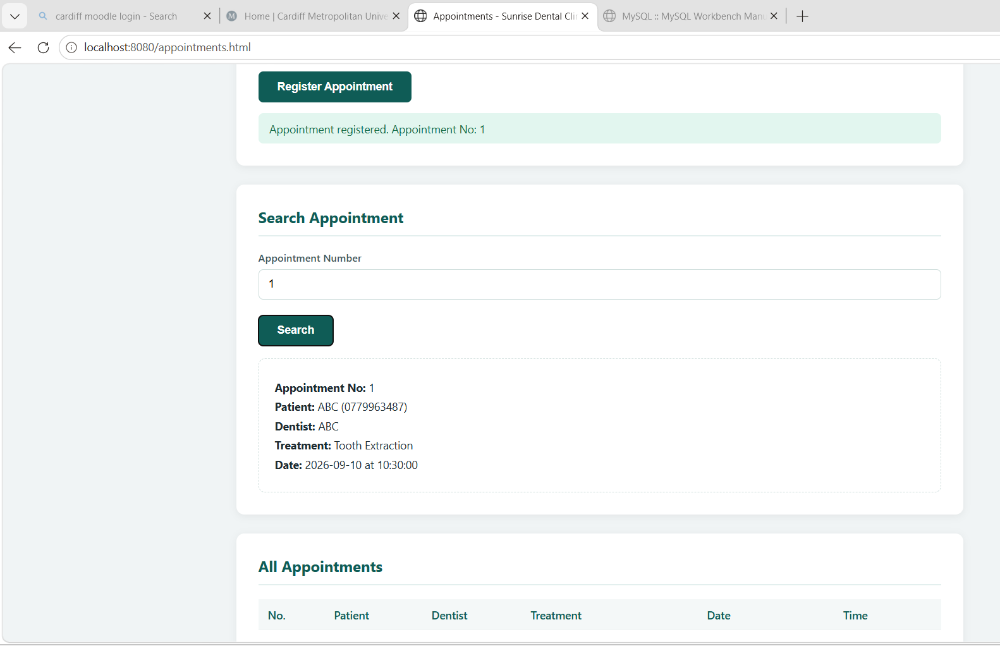 cardiff moodle login - Search
Home | Cardiff Metropolitan Unive
Appointments - Sunrise Dental Cli
MySQL :: MySQL Workbench Manu
localhost:8080/appointments.html
Register Appointment
Appointment registered. Appointment No: 1
Search Appointment
Appointment Number
1
Search
Appointment No: 1
Patient: ABC (0779963487)
Dentist: ABC
Treatment: Tooth Extraction
Date: 2026-09-10 at 10:30:00
All Appointments
No. Patient Dentist Treatment Date Time